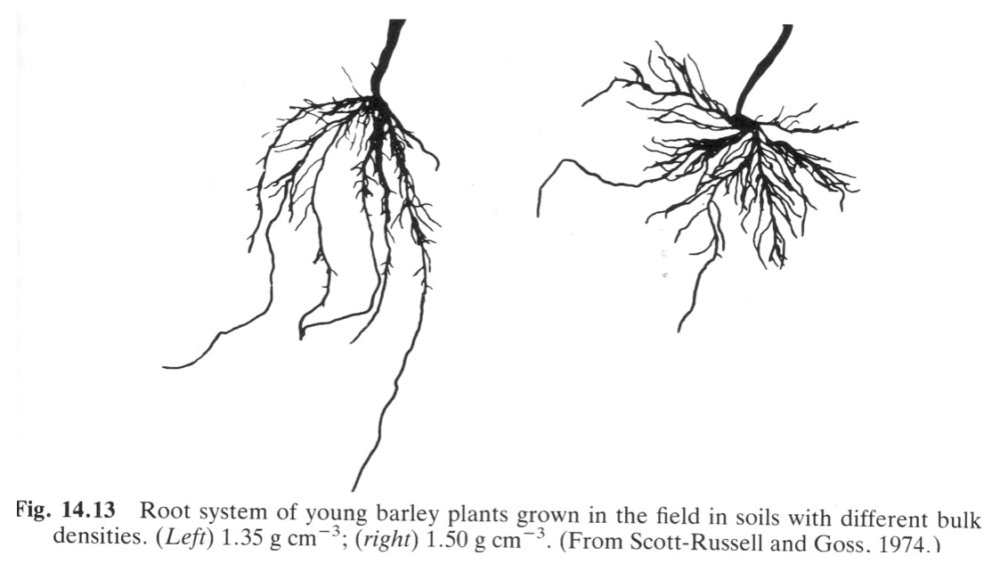 Fig. 14.13 Root system of young barley plants grown in the field in soils with different bulk
densities. (Left) 1.35 g cm⁻³; (right) 1.50 g cm⁻³. (From Scott-Russell and Goss. 1974.)